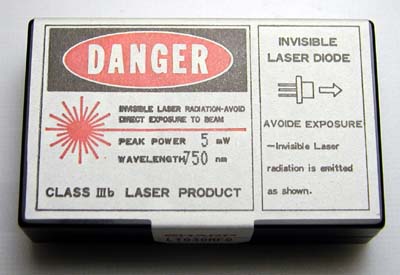 DANGER
INVISIBLE LASER RADIATION-AVOID
DIRECT EXPOSURE TO BEAM
PEAK POWER 5 mW
WAVELENGTH 750 nm
CLASS IIIb LASER PRODUCT
INVISIBLE
LASER DIODE
AVOIDE EXPOSURE
—Invisible Laser
radiation is emitted
as shown.